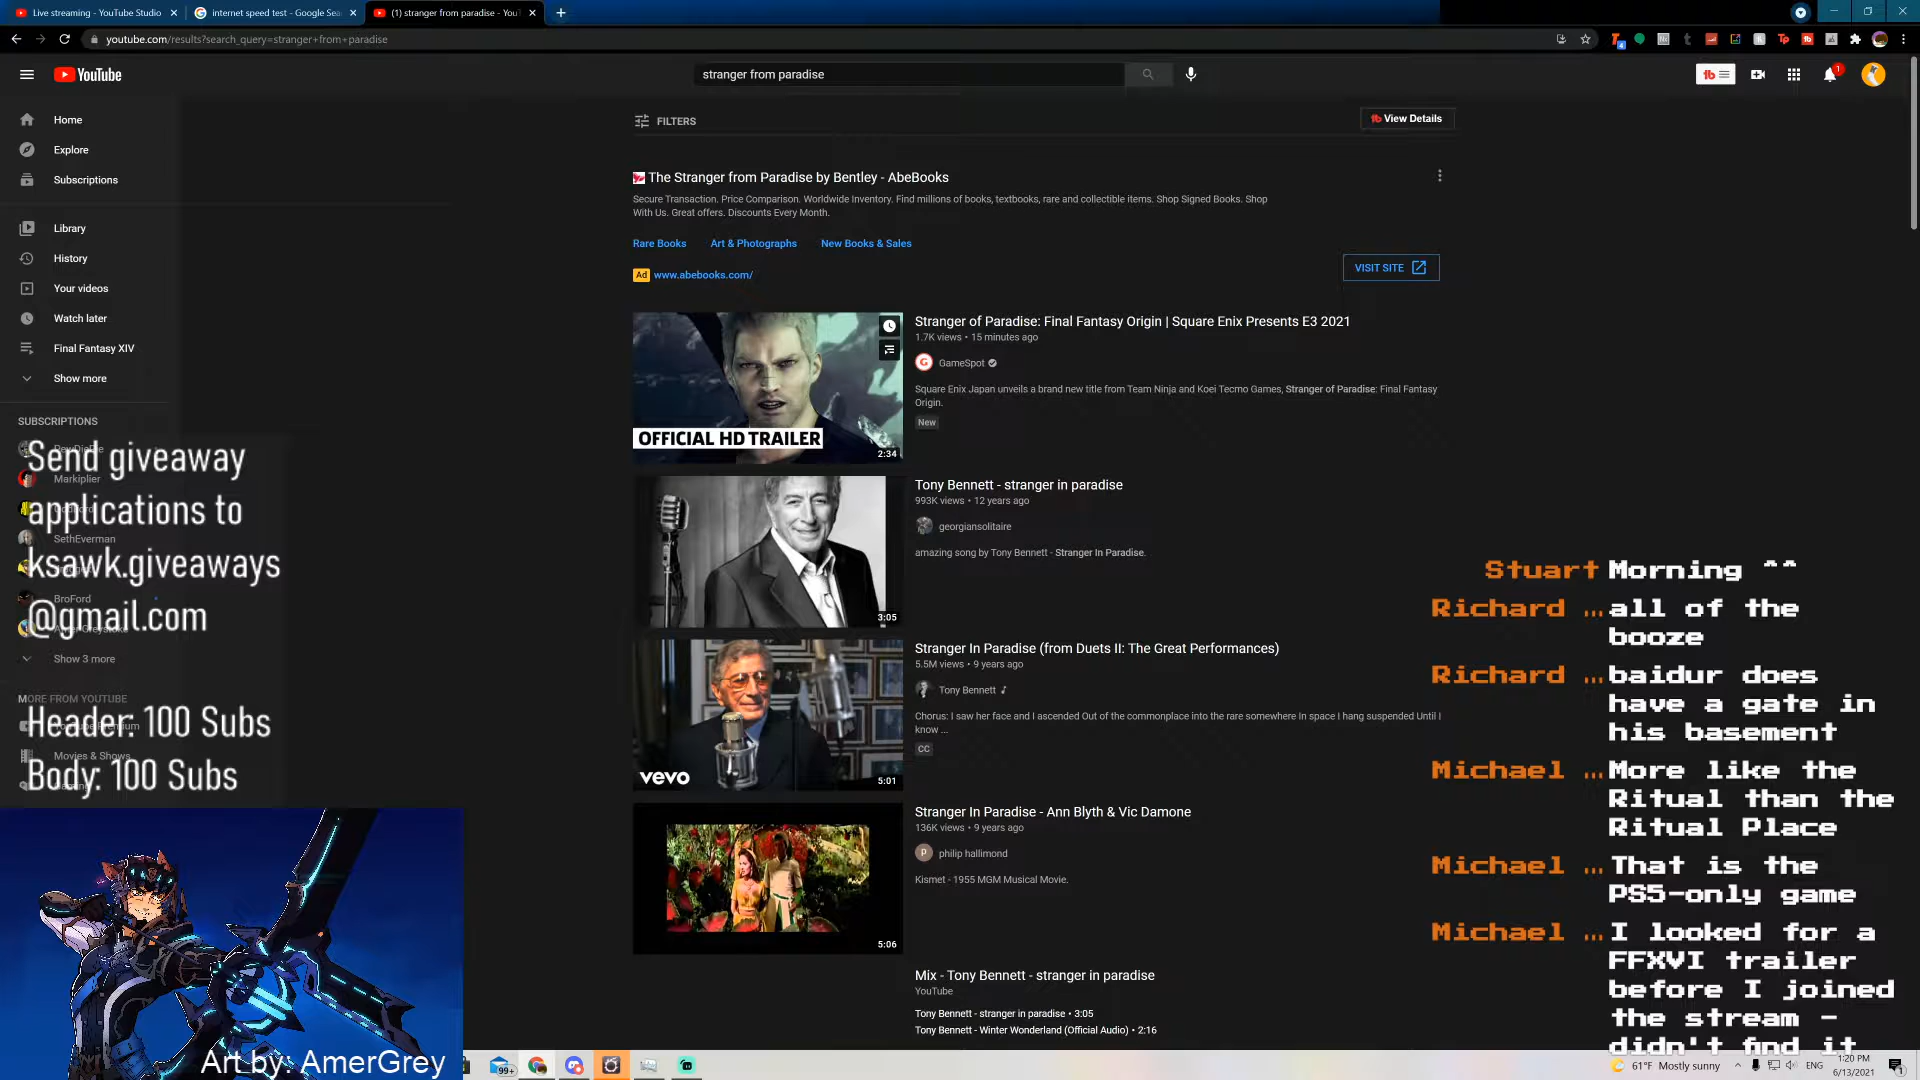 Live streaming - YouTube Studio
internet speed test - Google Sea
(1) stranger from paradise - YouT
youtube.com/results?search_query=stranger+from+paradise
YouTube
stranger from paradise
1
Home
Explore
Subscriptions
Library
History
Your videos
Watch later
Final Fantasy XIV
Show more
SUBSCRIPTIONS
Markiplier
SethEverman
BroFord
Show 3 more
MORE FROM YOUTUBE
Movies & Shows
Send giveaway
applications to
ksawk.giveaways
@gmail.com
Header: 100 Subs
Body: 100 Subs
Art by: AmerGrey
FILTERS
View Details
The Stranger from Paradise by Bentley - AbeBooks
Secure Transaction. Price Comparison. Worldwide Inventory. Find millions of books, textbooks, rare and collectible items. Shop Signed Books. Shop
With Us. Great offers. Discounts Every Month.
Rare Books Art & Photographs New Books & Sales
Ad www.abebooks.com/
VISIT SITE
OFFICIAL HD TRAILER
2:34
Stranger of Paradise: Final Fantasy Origin | Square Enix Presents E3 2021
1.7K views • 15 minutes ago
GameSpot
Square Enix Japan unveils a brand new title from Team Ninja and Koei Tecmo Games, Stranger of Paradise: Final Fantasy
Origin.
New
3:05
Tony Bennett - stranger in paradise
993K views • 12 years ago
georgiansolitaire
amazing song by Tony Bennett - Stranger In Paradise.
vevo
5:01
Stranger In Paradise (from Duets II: The Great Performances)
5.5M views • 9 years ago
Tony Bennett
Chorus: I saw her face and I ascended Out of the commonplace into the rare somewhere In space I hang suspended Until I
know ...
CC
5:06
Stranger In Paradise - Ann Blyth & Vic Damone
136K views • 9 years ago
philip hallimond
Kismet - 1955 MGM Musical Movie.
Mix - Tony Bennett - stranger in paradise
YouTube
Tony Bennett - stranger in paradise • 3:05
Tony Bennett - Winter Wonderland (Official Audio) • 2:16
Stuart Morning ^^
Richard ...all of the
booze
Richard ...baidur does
have a gate in
his basement
Michael ...More like the
Ritual than the
Ritual Place
Michael ...That is the
PS5-only game
Michael ...I looked for a
FFXVI trailer
before I joined
the stream -
didn't find it
99+
61°F Mostly sunny
ENG
1:20 PM
6/13/2021